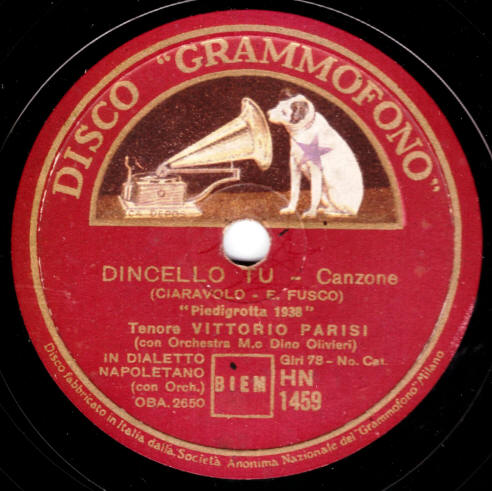 DISCO "GRAMMOFONO"
DINCELLO TU - Canzone
(CIARAVOLO - E. FUSCO)
"Piedigrotta 1938"
Tenore VITTORIO PARISI
(con Orchestra M.o Dino Olivieri)
IN DIALETTO
NAPOLETANO
(con Orch.)
OBA. 2650
BIEM
Giri 78 - No. Cat.
HN
1459
Disco fabbricato in Italia dalla Società Anonima Nazionale del "Grammofono" Milano